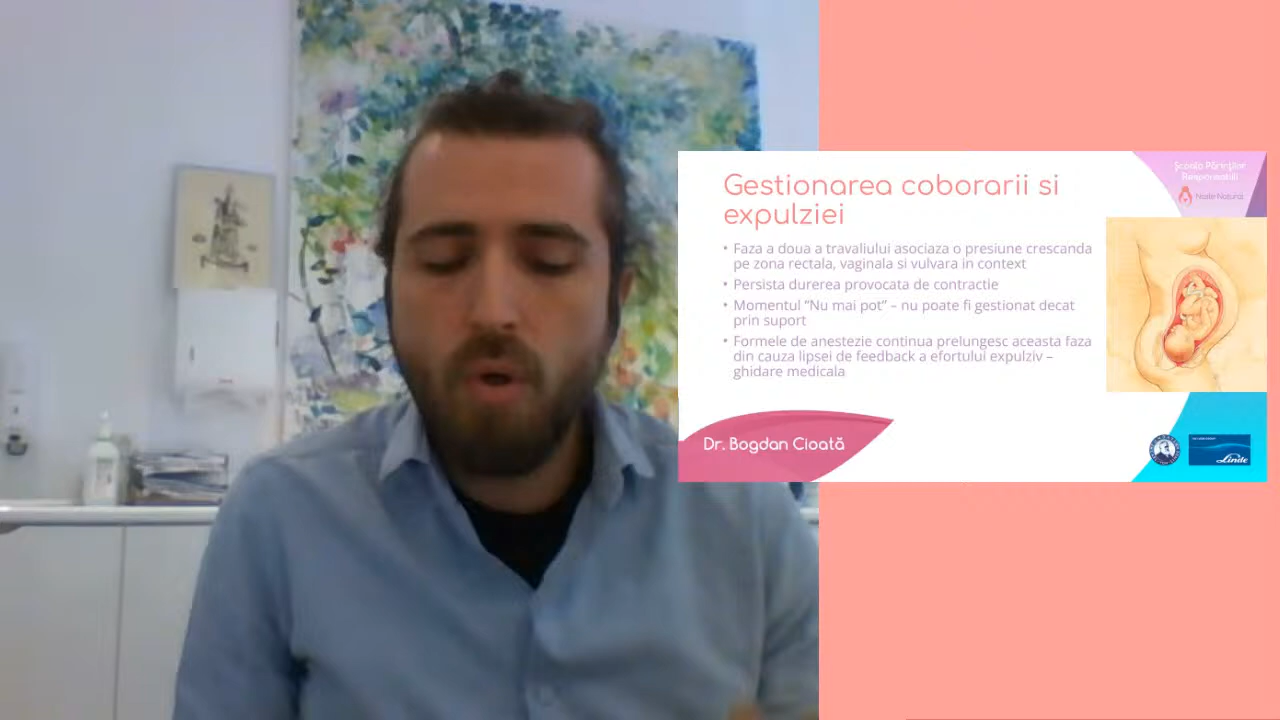 Școala Părinților
Responsabili
Naște Natural
Gestionarea coborarii si
expulziei
• Faza a doua a travaliului asociaza o presiune crescanda
pe zona rectala, vaginala si vulvara in context
• Persista durerea provocata de contractie
• Momentul “Nu mai pot” – nu poate fi gestionat decat
prin suport
• Formele de anestezie continua prelungesc aceasta faza
din cauza lipsei de feedback a efortului expulziv –
ghidare medicala
Dr. Bogdan Cioată
Linde